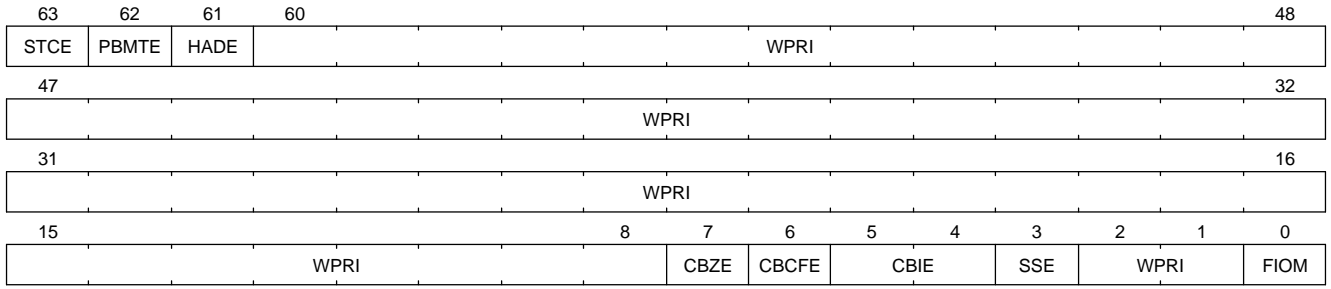 63 62 61 60 48
STCE PBMTE HADE WPRI
47 32
WPRI
31 16
WPRI
15 8 7 6 5 4 3 2 1 0
WPRI CBZE CBCFE CBIE SSE WPRI FIOM